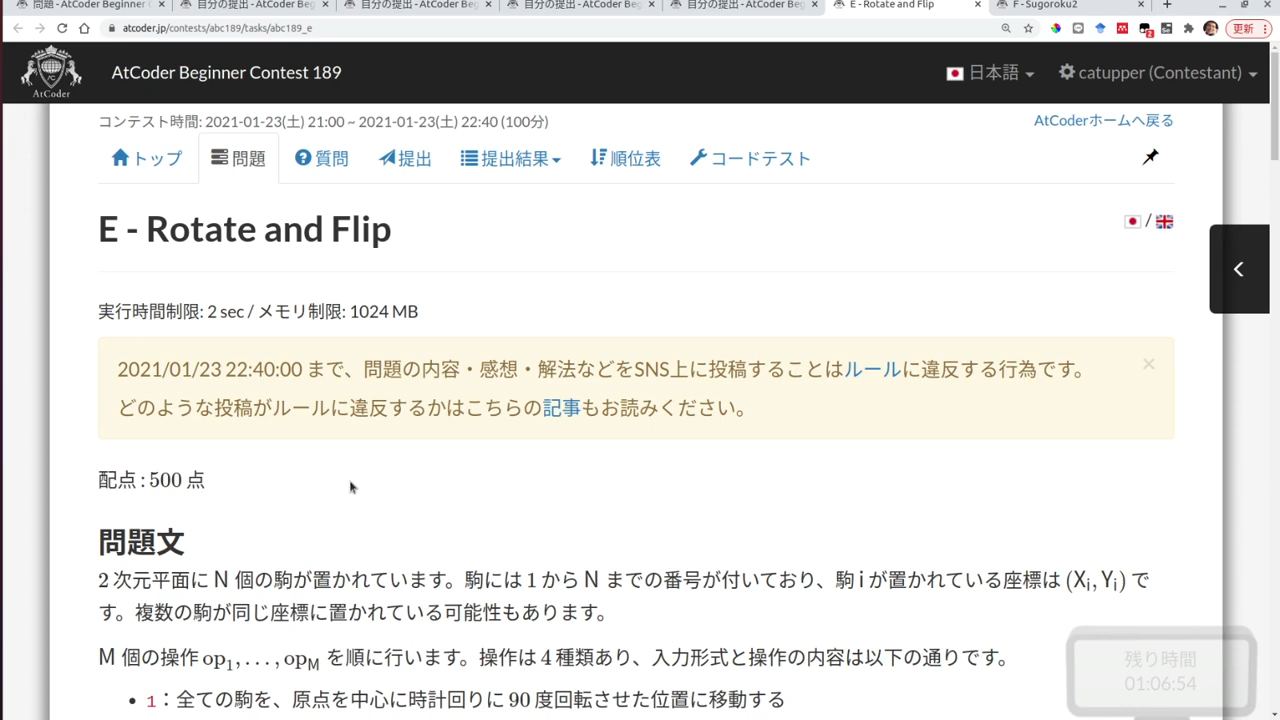 問題 - AtCoder Beginner C
自分の提出 - AtCoder Beg
自分の提出 - AtCoder Beg
自分の提出 - AtCoder Beg
自分の提出 - AtCoder Beg
E - Rotate and Flip
F - Sugoroku2
atcoder.jp/contests/abc189/tasks/abc189_e
更新
AtCoder
AtCoder Beginner Contest 189
日本語
catupper (Contestant)
コンテスト時間: 2021-01-23(土) 21:00 ~ 2021-01-23(土) 22:40 (100分)
AtCoderホームへ戻る
トップ
問題
質問
提出
提出結果
順位表
コードテスト
E - Rotate and Flip
/
実行時間制限: 2 sec / メモリ制限: 1024 MB
2021/01/23 22:40:00 まで、問題の内容・感想・解法などをSNS上に投稿することはルールに違反する行為です。
どのような投稿がルールに違反するかはこちらの記事もお読みください。
×
配点 : 500 点
問題文
2 次元平面に N 個の駒が置かれています。駒には 1 から N までの番号が付いており、駒 i が置かれている座標は (Xi, Yi) で
す。複数の駒が同じ座標に置かれている可能性もあります。
M 個の操作 op1, . . . , opM を順に行います。操作は 4 種類あり、入力形式と操作の内容は以下の通りです。
• 1：全ての駒を、原点を中心に時計回りに 90 度回転させた位置に移動する
残り時間
01:06:54